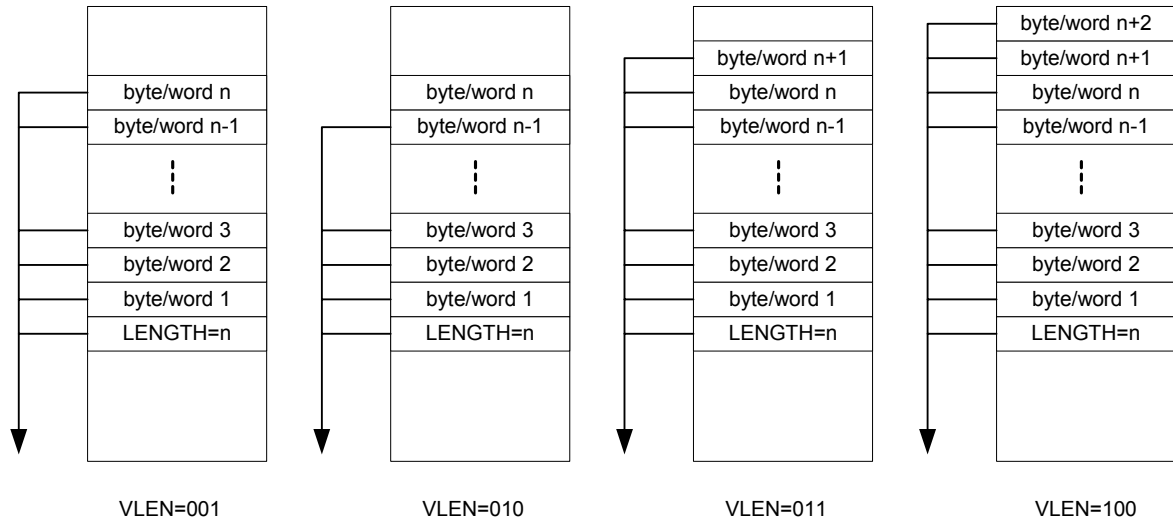 byte/word n
byte/word n-1
byte/word 3
byte/word 2
byte/word 1
LENGTH=n
VLEN=001
byte/word n
byte/word n-1
byte/word 3
byte/word 2
byte/word 1
LENGTH=n
VLEN=010
byte/word n+1
byte/word n
byte/word n-1
byte/word 3
byte/word 2
byte/word 1
LENGTH=n
VLEN=011
byte/word n+2
byte/word n+1
byte/word n
byte/word n-1
byte/word 3
byte/word 2
byte/word 1
LENGTH=n
VLEN=100